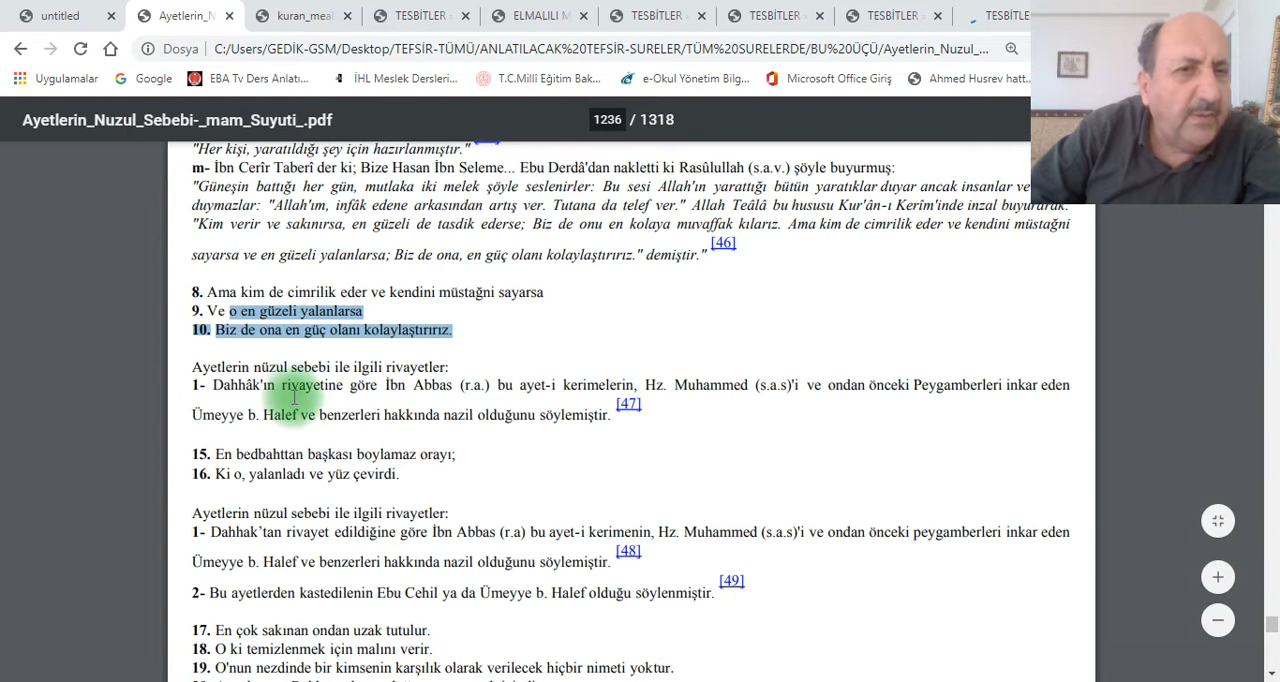 untitled × Ayetlerin_N × kuran_mea × TESBİTLER × ELMALILI M × TESBİTLER × TESBİTLER × TESBİTLER × TESBİTLE
Dosya | C:/Users/GEDİK-GSM/Desktop/TEFSİR-TÜMÜ/ANLATILACAK%20TEFSİR-SURELER/TÜM%20SURELERDE/BU%20ÜÇÜ/Ayetlerin_Nuzul_...
Uygulamalar Google EBA Tv Ders Anlatı... İHL Meslek Dersleri... T.C.Millî Eğitim Bak... e-Okul Yönetim Bilg... Microsoft Office Giriş Ahmed Husrev hatt...
Ayetlerin_Nuzul_Sebebi-_mam_Suyuti_.pdf 1236 / 1318
"Her kişi, yaratıldığı şey için hazırlanmıştır."
m- İbn Cerîr Taberî der ki; Bize Hasan İbn Seleme... Ebu Derdâ'dan nakletti ki Rasûlullah (s.a.v.) şöyle buyurmuş:
"Güneşin battığı her gün, mutlaka iki melek şöyle seslenirler: Bu sesi Allah'ın yarattığı bütün yaratıklar duyar ancak insanlar ve
duymazlar: "Allah'ım, infâk edene arkasından artış ver. Tutana da telef ver." Allah Teâlâ bu hususu Kur'ân-ı Kerîm'inde inzal buyurarak.
"Kim verir ve sakınırsa, en güzeli de tasdik ederse; Biz de onu en kolaya muvaffak kılarız. Ama kim de cimrilik eder ve kendini müstağni
sayarsa ve en güzeli yalanlarsa; Biz de ona, en güç olanı kolaylaştırırız." demiştir." [46]
8. Ama kim de cimrilik eder ve kendini müstağni sayarsa
9. Ve o en güzeli yalanlarsa
10. Biz de ona en güç olanı kolaylaştırırız.
Ayetlerin nüzul sebebi ile ilgili rivayetler:
1- Dahhâk'ın rivayetine göre İbn Abbas (r.a.) bu ayet-i kerimelerin, Hz. Muhammed (s.a.s)'i ve ondan önceki Peygamberleri inkar eden
Ümeyye b. Halef ve benzerleri hakkında nazil olduğunu söylemiştir. [47]
15. En bedbahttan başkası boylamaz orayı;
16. Ki o, yalanladı ve yüz çevirdi.
Ayetlerin nüzul sebebi ile ilgili rivayetler:
1- Dahhak’tan rivayet edildiğine göre İbn Abbas (r.a) bu ayet-i kerimenin, Hz. Muhammed (s.a.s)'i ve ondan önceki peygamberleri inkar eden
Ümeyye b. Halef ve benzerleri hakkında nazil olduğunu söylemiştir. [48]
2- Bu ayetlerden kastedilenin Ebu Cehil ya da Ümeyye b. Halef olduğu söylenmiştir. [49]
17. En çok sakınan ondan uzak tutulur.
18. O ki temizlenmek için malını verir.
19. O'nun nezdinde bir kimsenin karşılık olarak verilecek hiçbir nimeti yoktur.